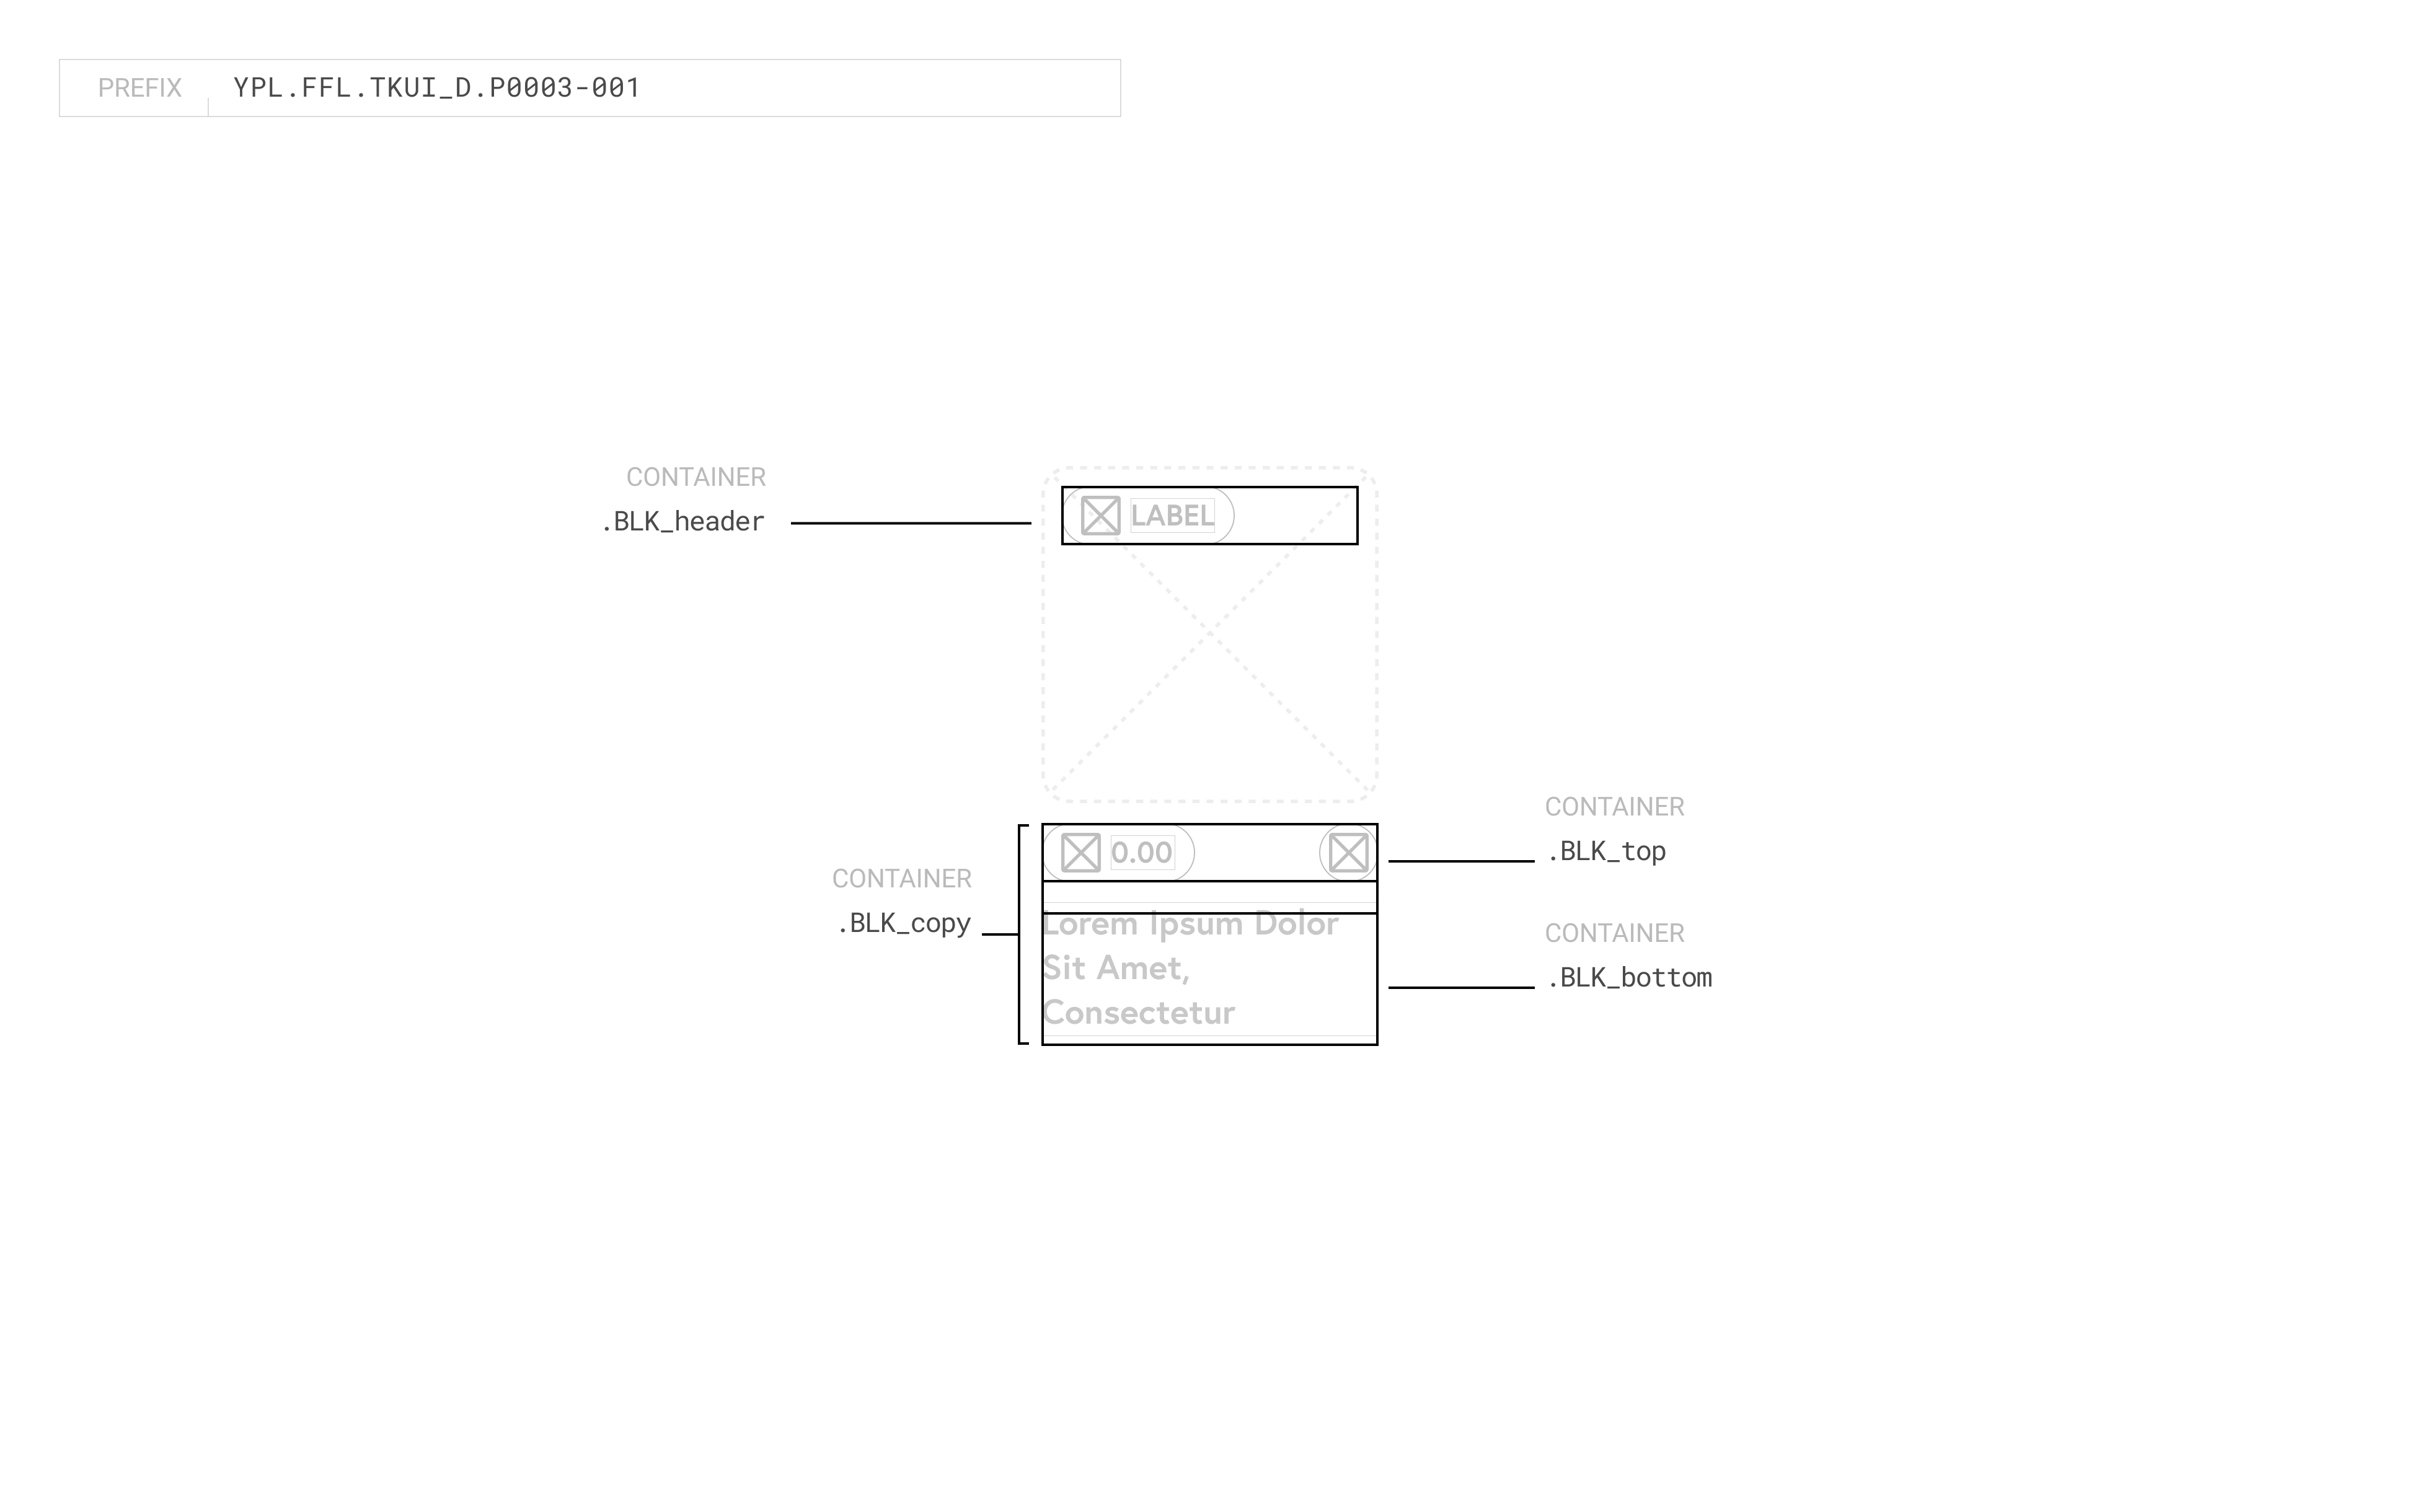 PREFIX YPL.FFL.TKUI_D.P0003-001
CONTAINER
.BLK_header
LABEL
CONTAINER
.BLK_top
0.00
CONTAINER
.BLK_copy
CONTAINER
.BLK_bottom
Lorem Ipsum Dolor
Sit Amet,
Consectetur